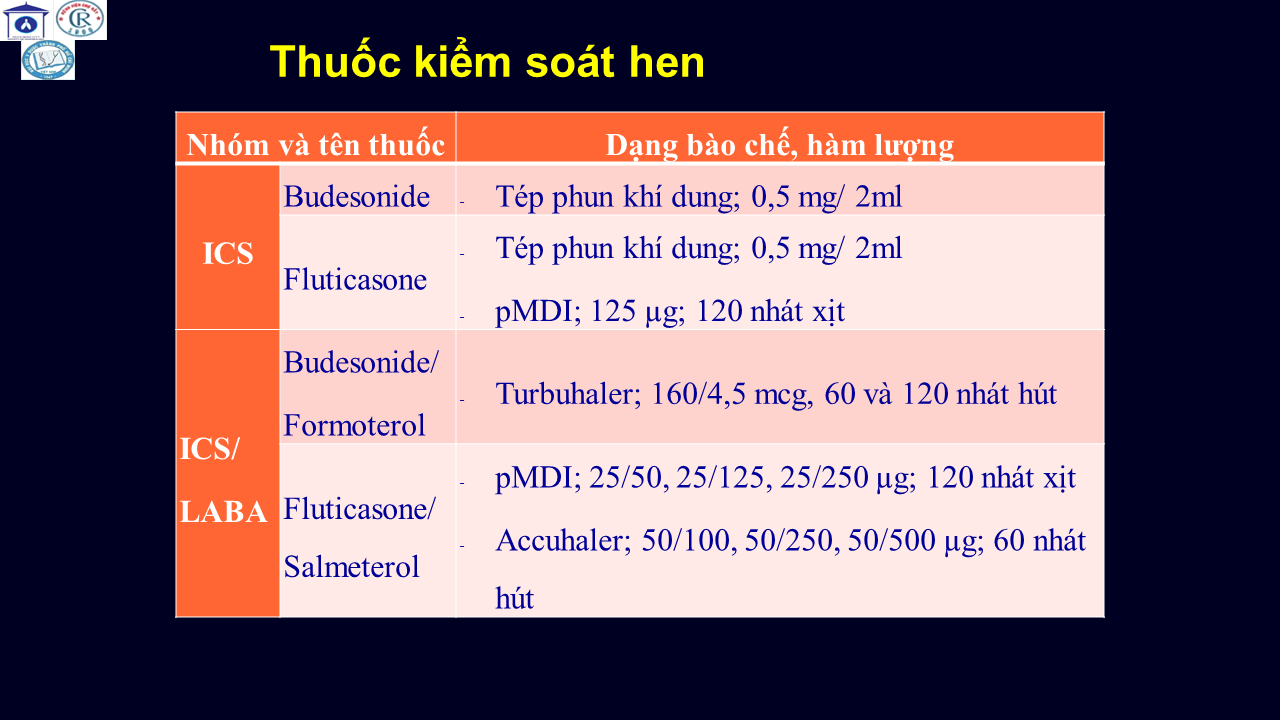 Thuốc kiểm soát hen
Nhóm và tên thuốc
Dạng bào chế, hàm lượng
ICS
Budesonide
- Tép phun khí dung; 0,5 mg/ 2ml
Fluticasone
- Tép phun khí dung; 0,5 mg/ 2ml
- pMDI; 125 µg; 120 nhát xịt
ICS/
LABA
Budesonide/
Formoterol
- Turbuhaler; 160/4,5 mcg, 60 và 120 nhát hút
Fluticasone/
Salmeterol
- pMDI; 25/50, 25/125, 25/250 µg; 120 nhát xịt
- Accuhaler; 50/100, 50/250, 50/500 µg; 60 nhát
hút